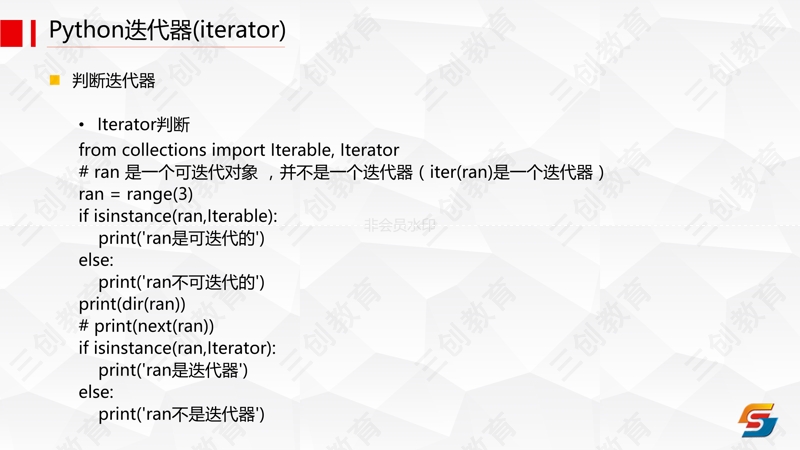 Python迭代器(iterator)
判断迭代器
• Iterator判断
from collections import Iterable, Iterator
# ran 是一个可迭代对象 ，并不是一个迭代器（ iter(ran)是一个迭代器 ）
ran = range(3)
if isinstance(ran,Iterable):
    print('ran是可迭代的')
else:
    print('ran不可迭代的')
print(dir(ran))
# print(next(ran))
if isinstance(ran,Iterator):
    print('ran是迭代器')
else:
    print('ran不是迭代器')
非会员水印
三创教育